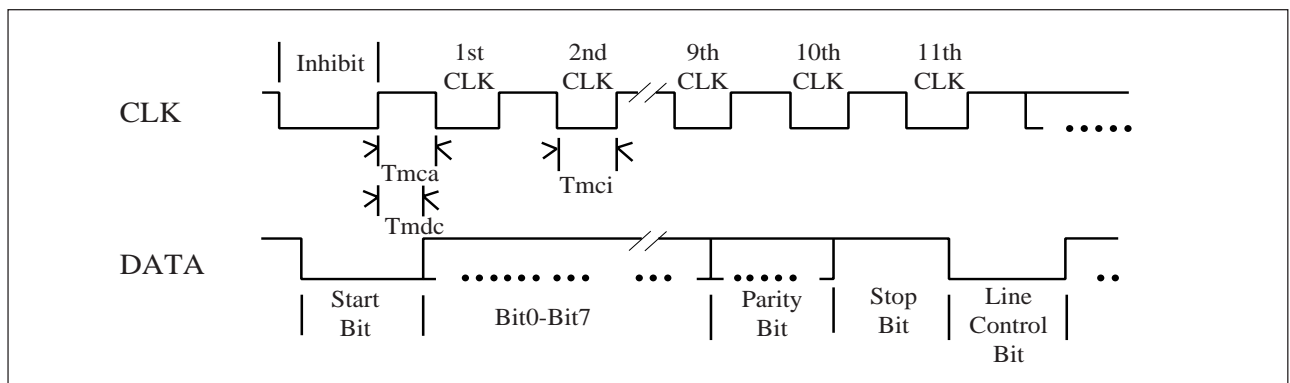 Inhibit
1st
CLK
2nd
CLK
9th
CLK
10th
CLK
11th
CLK
CLK
Tmca
Tmci
Tmdc
DATA
Start
Bit
Bit0-Bit7
Parity
Bit
Stop
Bit
Line
Control
Bit